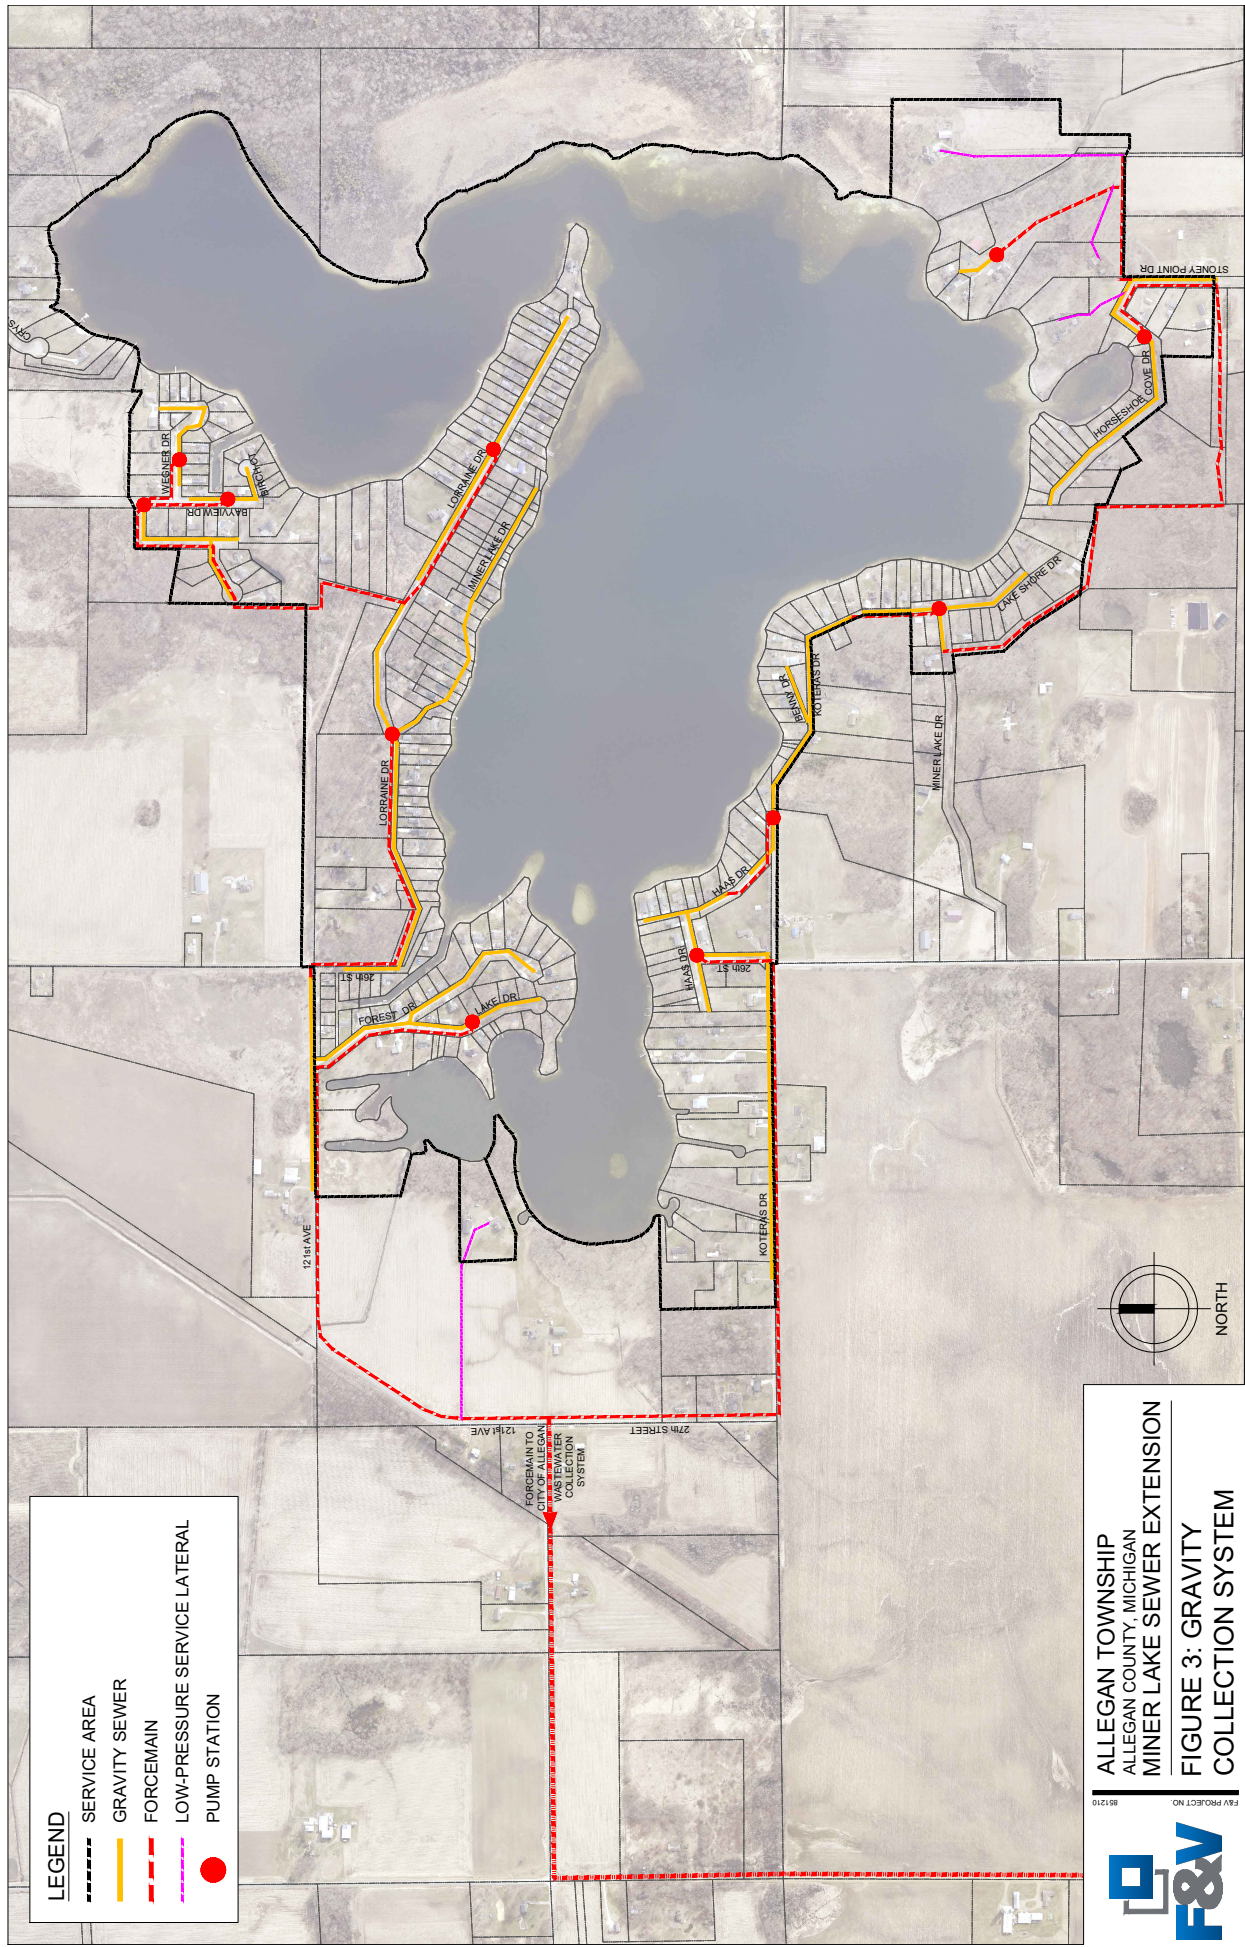 LEGEND
SERVICE AREA
GRAVITY SEWER
FORCEMAIN
LOW-PRESSURE SERVICE LATERAL
PUMP STATION
CRYS
WEGNER DR
BIRCH CT
BAYVIEW DR
LORRAINE DR
MINER LAKE DR
LORRAINE DR
26th ST
FOREST DR
LAKE DR
121st AVE
121st AVE
27th STREET
FORCEMAIN TO
CITY OF ALLEGAN
WASTEWATER
COLLECTION
SYSTEM
STONEY POINT DR
HORSESHOE COVE DR
LAKE SHORE DR
BENNY DR
KOTERAS DR
MINER LAKE DR
HAAS DR
HAAS DR
26th ST
KOTERAS DR
NORTH
ALLEGAN TOWNSHIP
ALLEGAN COUNTY, MICHIGAN
MINER LAKE SEWER EXTENSION
FIGURE 3: GRAVITY
COLLECTION SYSTEM
F&V PROJECT NO.
851210
F&V